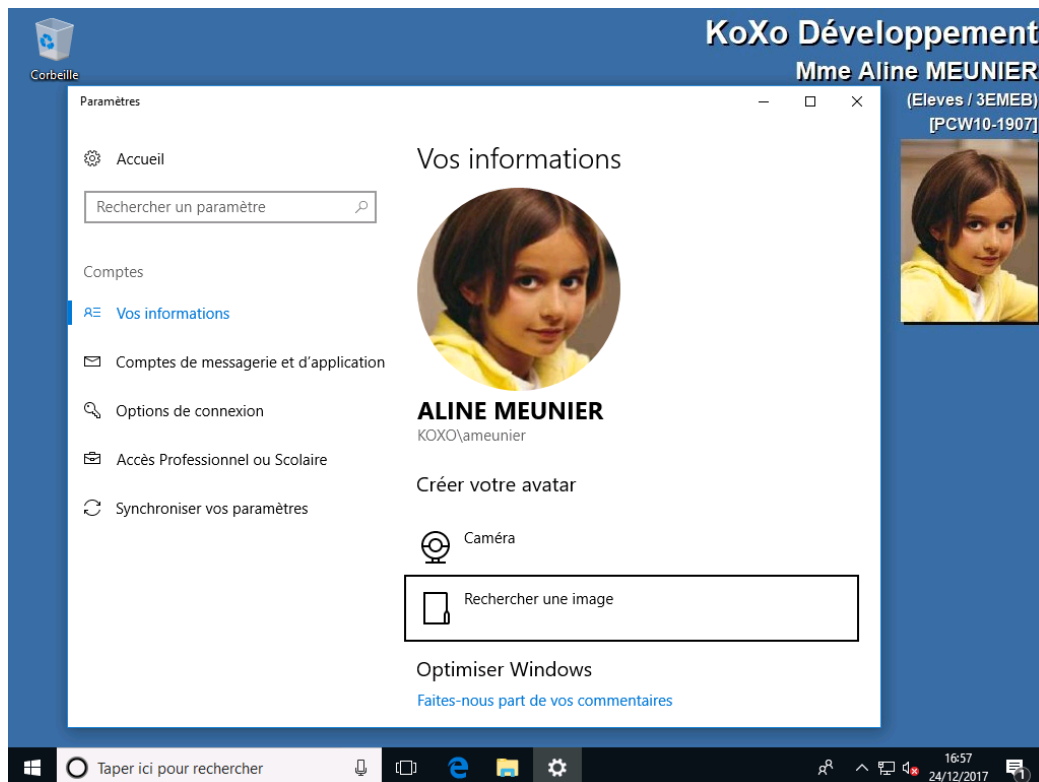 Corbeille
KoXo Développement
Mme Aline MEUNIER
(Eleves / 3EMEB)
[PCW10-1907]
Paramètres
Accueil
Rechercher un paramètre
Comptes
Vos informations
Comptes de messagerie et d'application
Options de connexion
Accès Professionnel ou Scolaire
Synchroniser vos paramètres
Vos informations
ALINE MEUNIER
KOXO\ameunier
Créer votre avatar
Caméra
Rechercher une image
Optimiser Windows
Faites-nous part de vos commentaires
Taper ici pour rechercher
16:57
24/12/2017
1